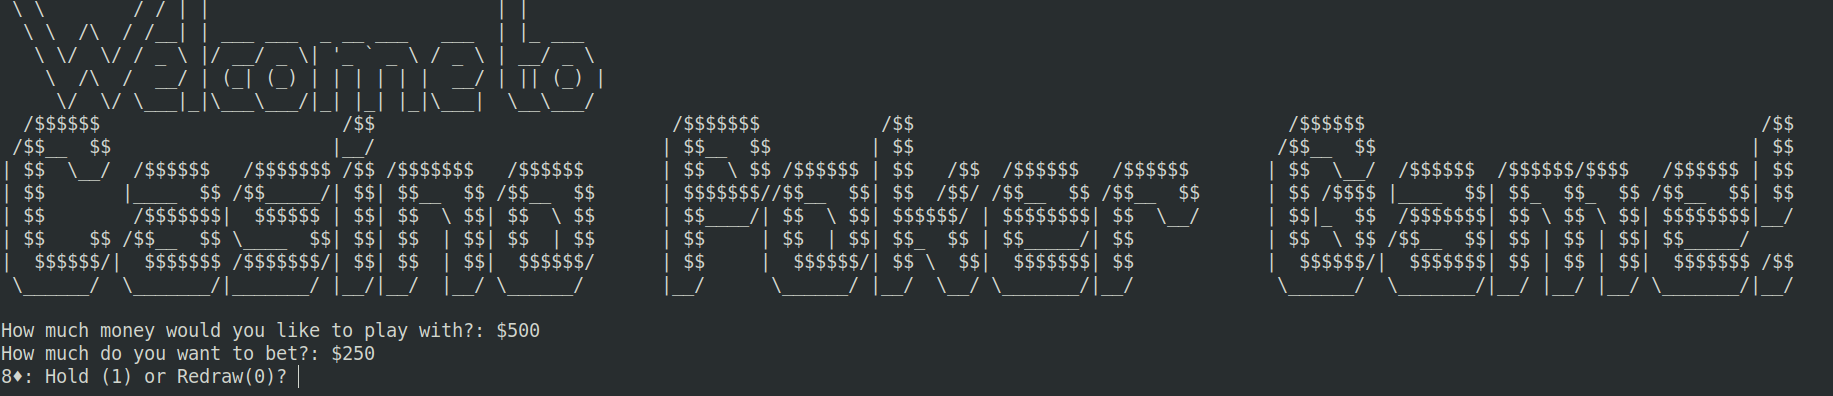 Welcome to
Casino Poker Game!
How much money would you like to play with?: $500
How much do you want to bet?: $250
8♦: Hold (1) or Redraw(0)?